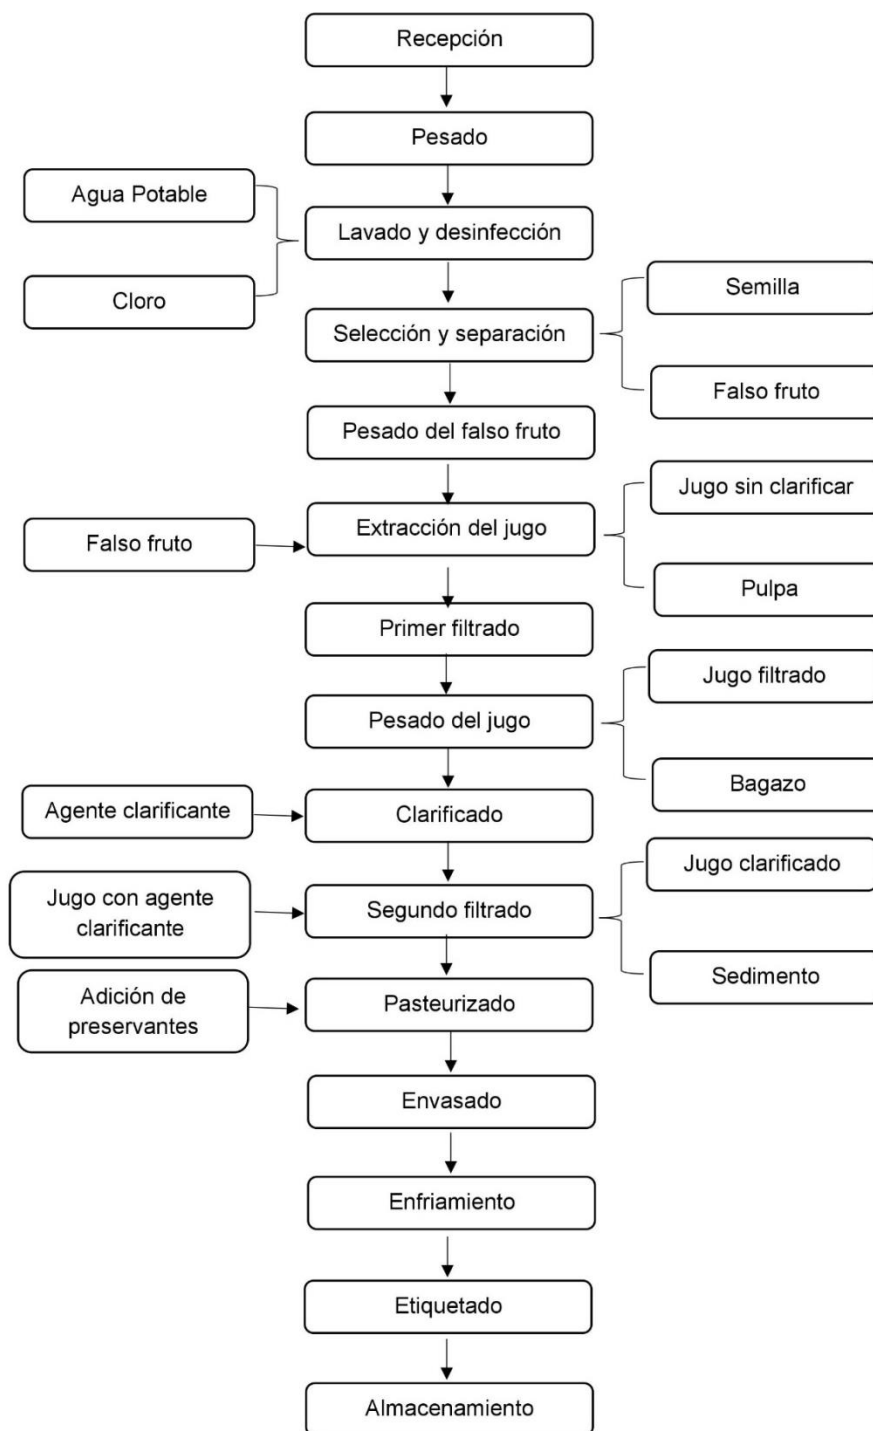 Recepción
Pesado
Agua Potable
Lavado y desinfección
Cloro
Semilla
Selección y separación
Falso fruto
Pesado del falso fruto
Jugo sin clarificar
Falso fruto
Extracción del jugo
Pulpa
Primer filtrado
Jugo filtrado
Pesado del jugo
Bagazo
Agente clarificante
Clarificado
Jugo clarificado
Jugo con agente
clarificante
Segundo filtrado
Sedimento
Adición de
preservantes
Pasteurizado
Envasado
Enfriamiento
Etiquetado
Almacenamiento